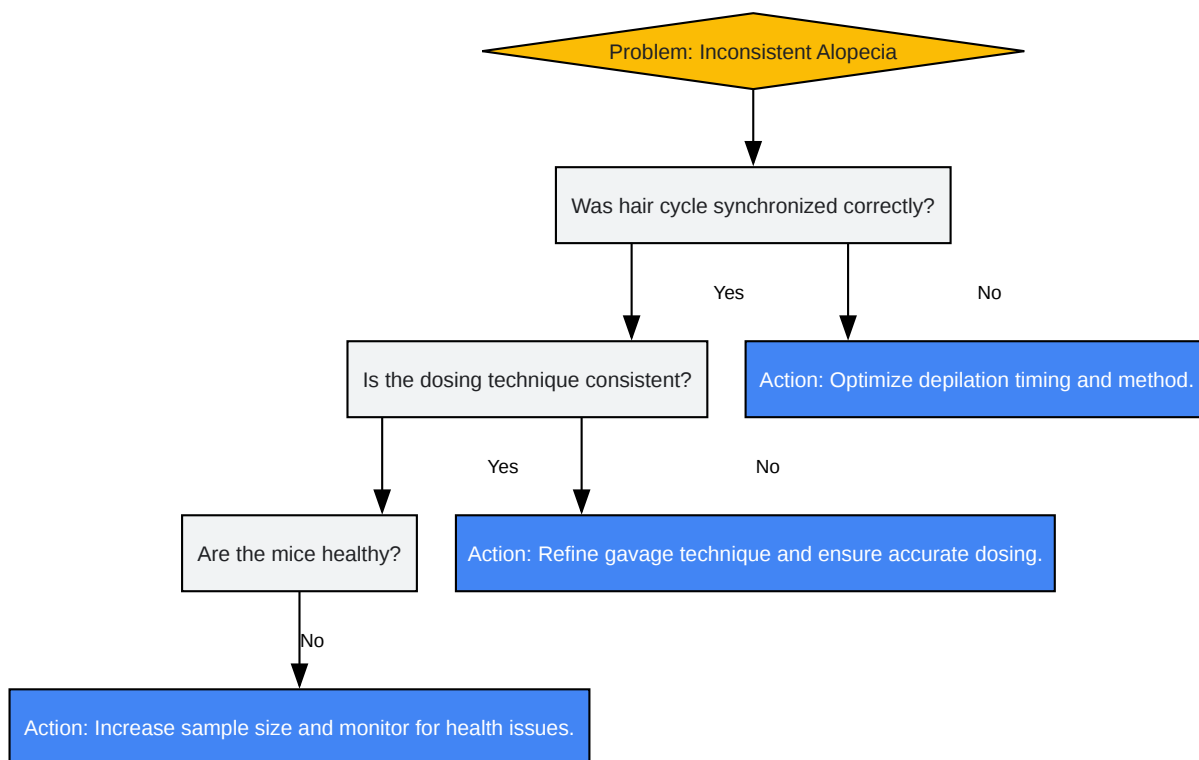 Problem: Inconsistent Alopecia
Was hair cycle synchronized correctly?
Yes
No
Is the dosing technique consistent?
Action: Optimize depilation timing and method.
Yes
No
Are the mice healthy?
Action: Refine gavage technique and ensure accurate dosing.
No
Action: Increase sample size and monitor for health issues.